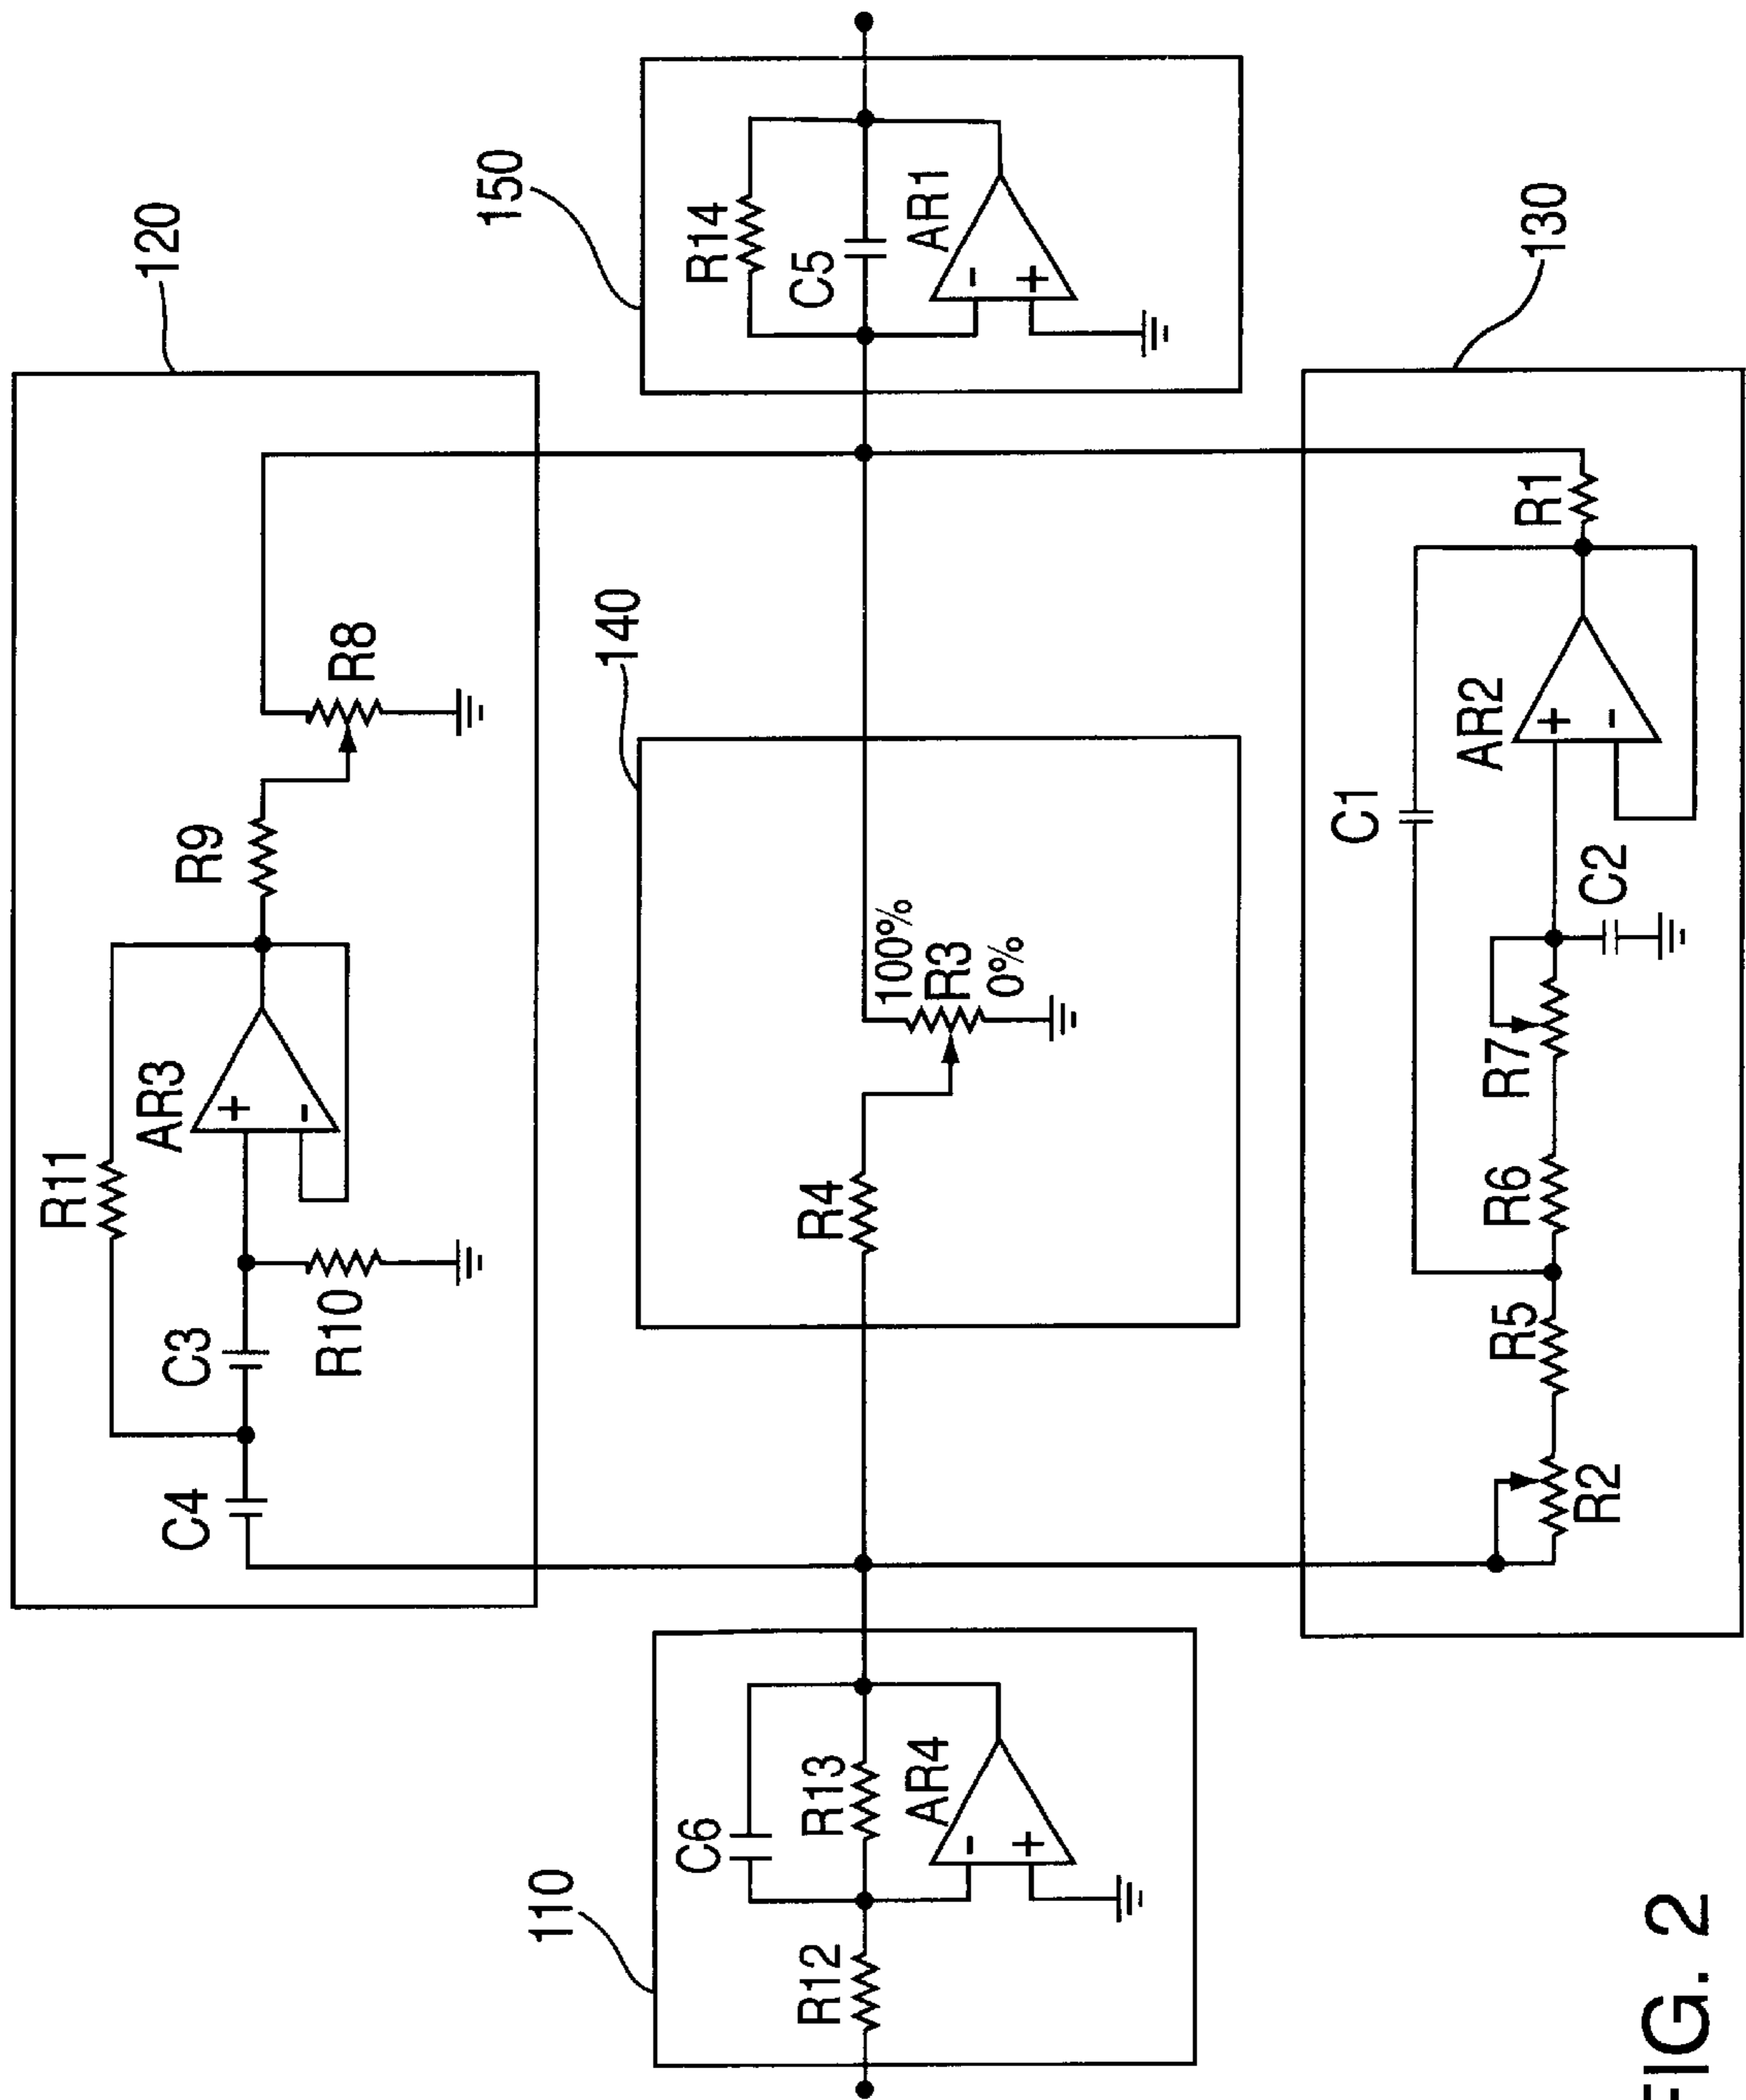 120
R11
AR3
+
-
C4
C3
R10
R9
R8
110
C6
R12
R13
AR4
-
+
140
R4
100%
R3
0%
150
R14
C5
AR1
-
+
130
C1
R2
R5
R6
R7
C2
AR2
+
-
R1
FIG. 2